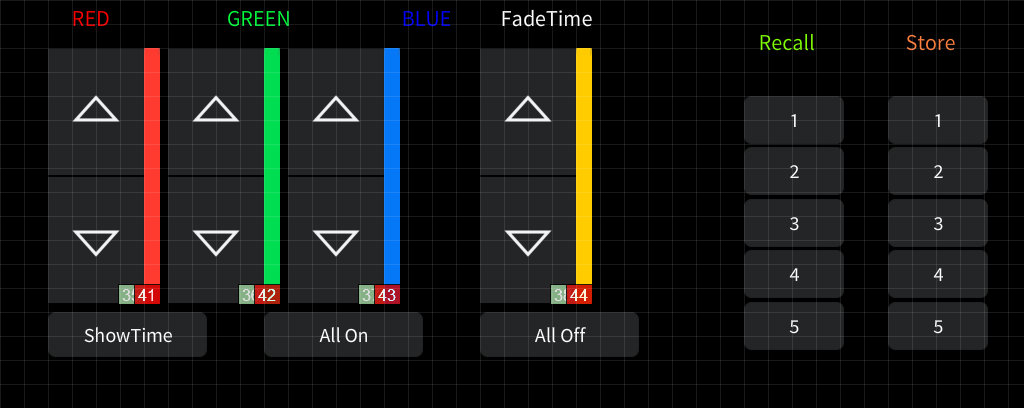 RED GREEN BLUE FadeTime
Recall Store
1 1
2 2
3 3
4 4
5 5
41 42 43 44
ShowTime All On All Off